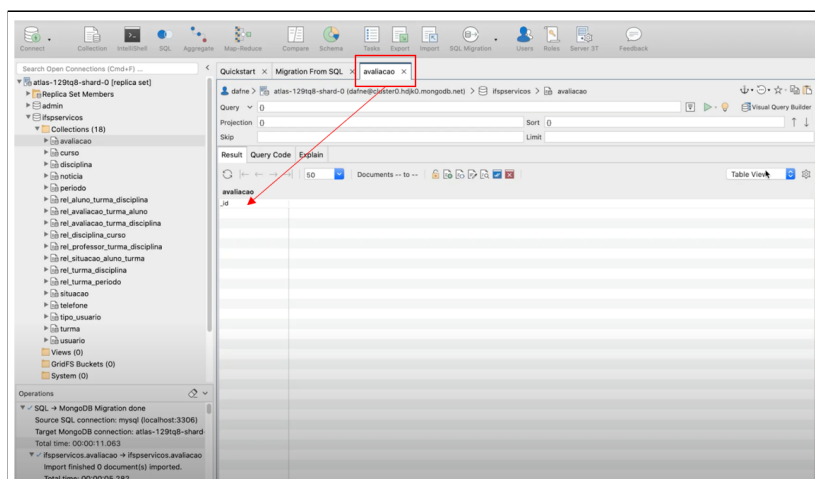 Connect
Collection
IntelliShell
SQL
Aggregate
Map-Reduce
Compare
Schema
Tasks
Export
Import
SQL Migration
Users
Roles
Server 3T
Feedback
Search Open Connections (Cmd+F) ...
Quickstart × Migration From SQL × avaliacao ×
atlas-129tq8-shard-0 [replica set]
Replica Set Members
admin
ifspservicos
Collections (18)
avaliacao
curso
disciplina
noticia
periodo
rel_aluno_turma_disciplina
rel_avaliacao_turma_aluno
rel_avaliacao_turma_disciplina
rel_disciplina_curso
rel_professor_turma_disciplina
rel_situacao_aluno_turma
rel_turma_disciplina
rel_turma_periodo
situacao
telefone
tipo_usuario
turma
usuario
Views (0)
GridFS Buckets (0)
System (0)
dafne > atlas-129tq8-shard-0 (dafne@cluster0.hdjk0.mongodb.net) > ifspservicos > avaliacao
Query {} Visual Query Builder
Projection {} Sort {}
Skip Limit
Result Query Code Explain
50 Documents -- to -- Table View
avaliacao
_id
Operations
SQL → MongoDB Migration done
Source SQL connection: mysql (localhost:3306)
Target MongoDB connection: atlas-129tq8-shard-
Total time: 00:00:11.063
ifspservicos.avaliacao → ifspservicos.avaliacao
Import finished 0 document(s) imported.
Total time: 00:00:05.282